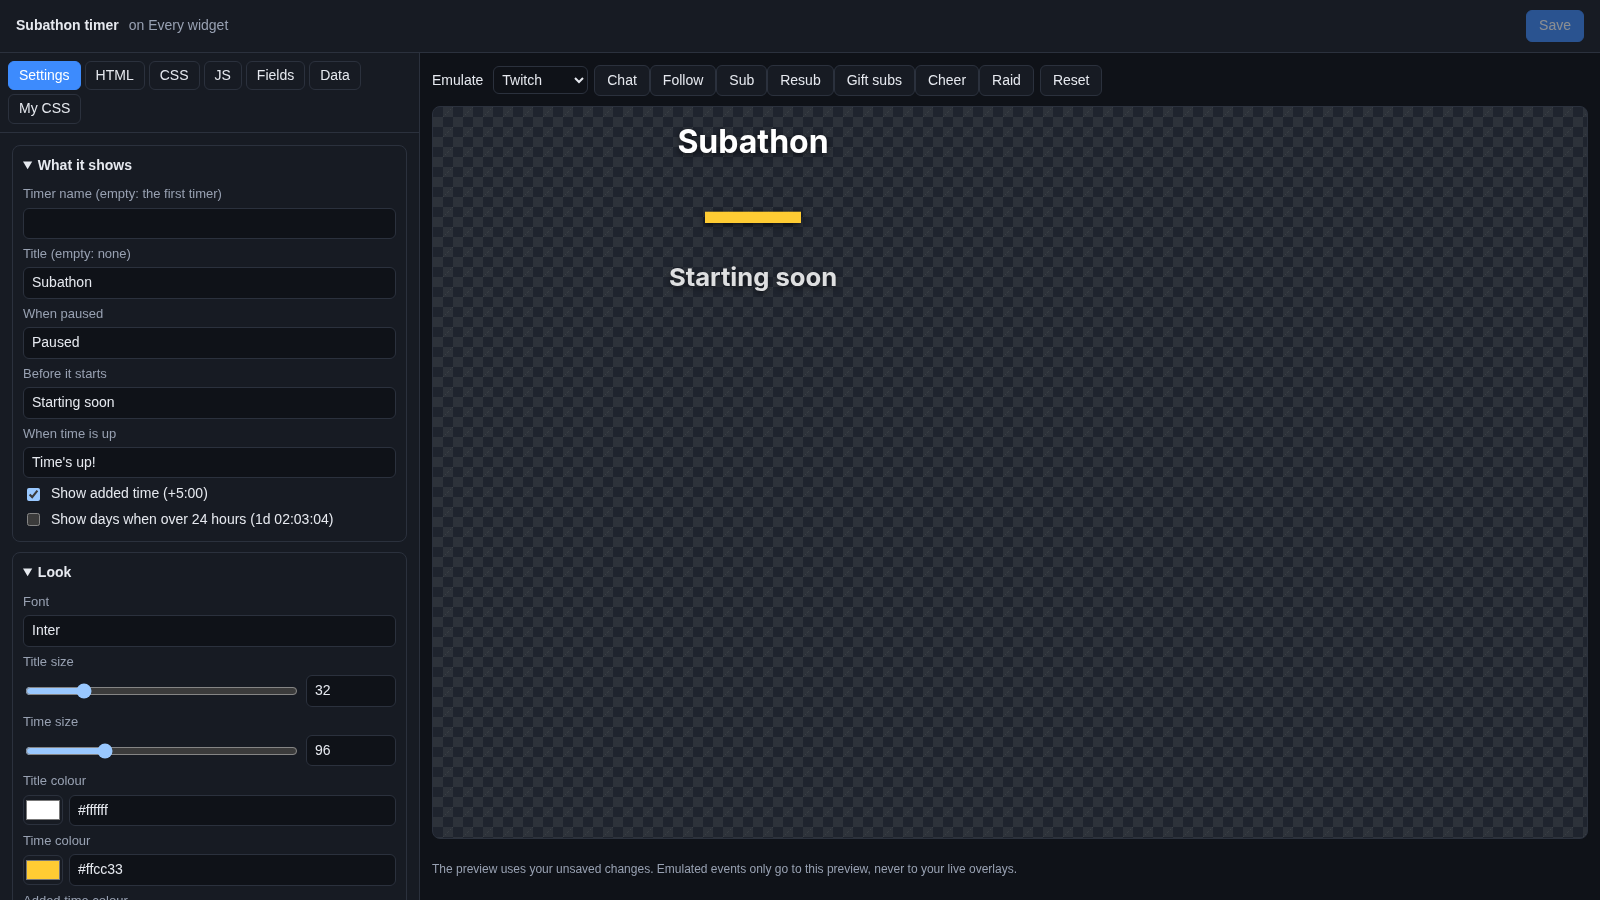 Subathon timer on Every widget
Save
Settings HTML CSS JS Fields Data
My CSS
Emulate Twitch Chat Follow Sub Resub Gift subs Cheer Raid Reset
What it shows
Timer name (empty: the first timer)
Title (empty: none)
Subathon
When paused
Paused
Before it starts
Starting soon
When time is up
Time's up!
Show added time (+5:00)
Show days when over 24 hours (1d 02:03:04)
Look
Font
Inter
Title size
32
Time size
96
Title colour
#ffffff
Time colour
#ffcc33
Added time colour
Subathon
—
Starting soon
The preview uses your unsaved changes. Emulated events only go to this preview, never to your live overlays.